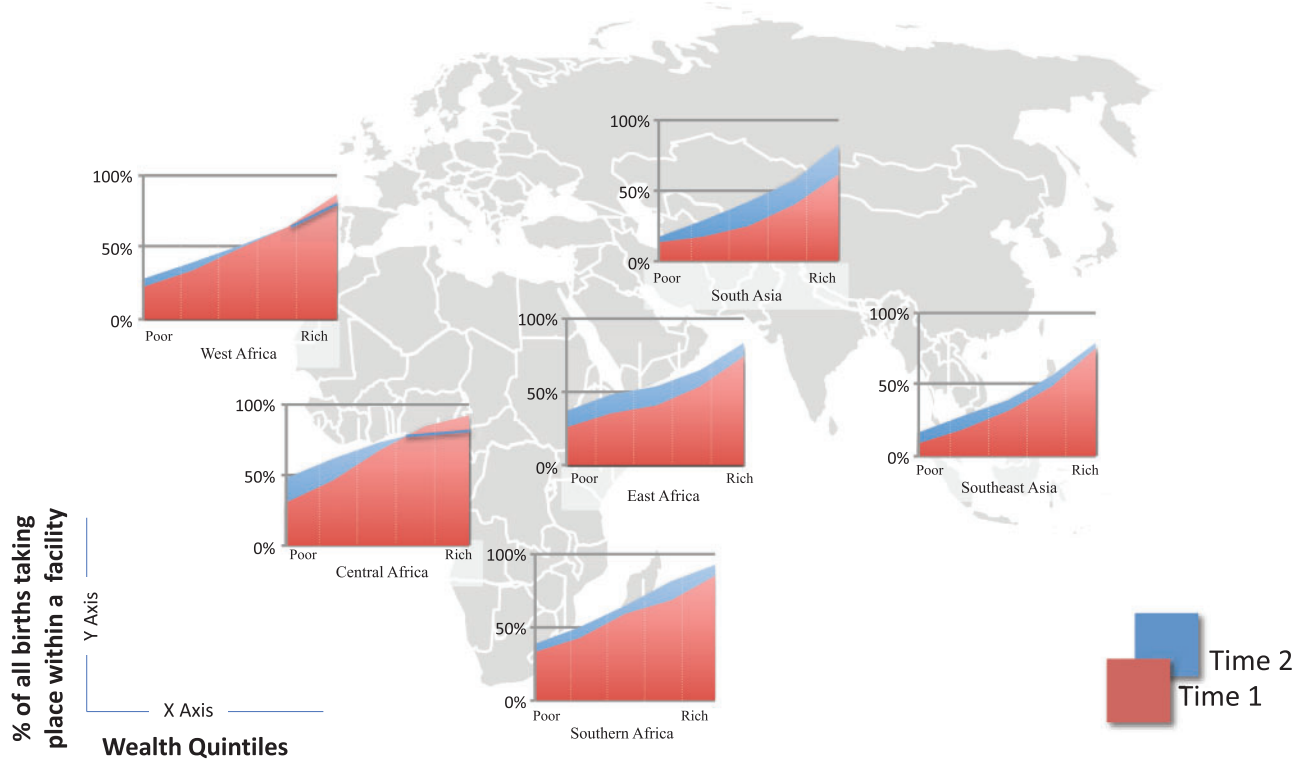 100%
50%
0%
Poor
Rich
South Asia
100%
50%
0%
Poor
Rich
West Africa
100%
50%
0%
Poor
Rich
East Africa
100%
50%
0%
Poor
Rich
Southeast Asia
100%
50%
0%
Poor
Rich
Central Africa
100%
50%
0%
Poor
Rich
Southern Africa
% of all births taking
place within a facility
Y Axis
X Axis
Wealth Quintiles
Time 2
Time 1